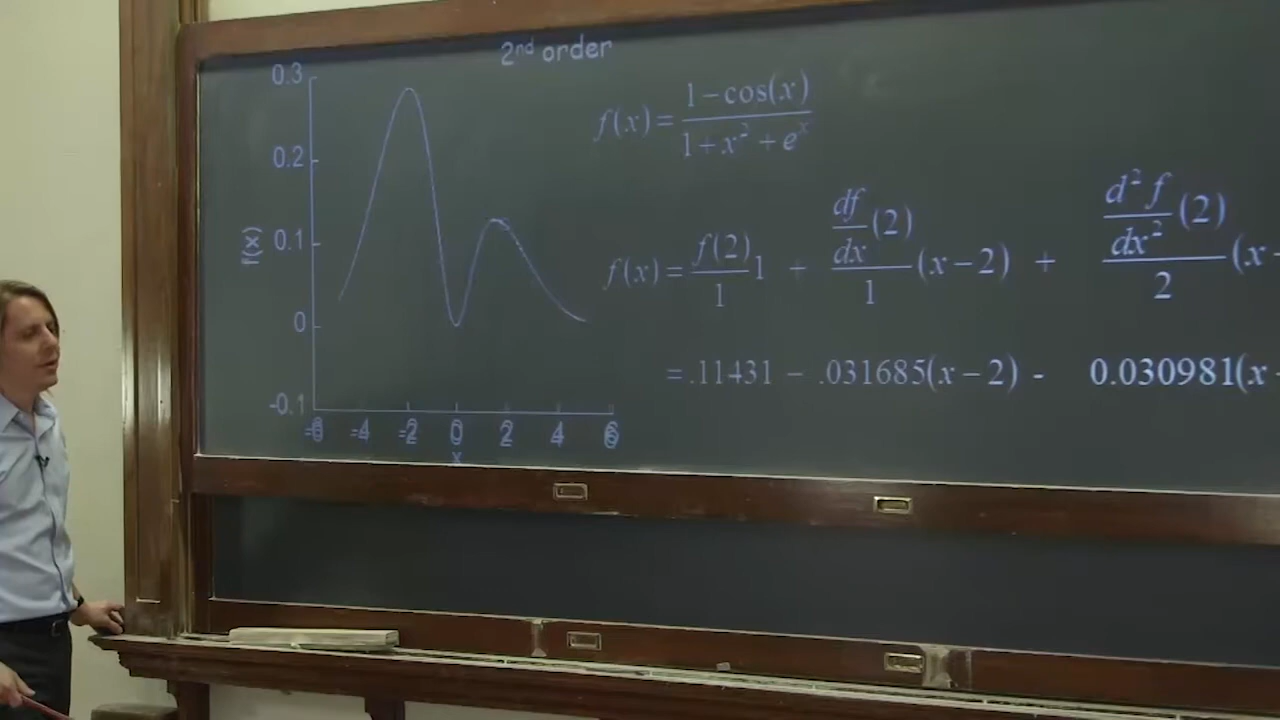 2nd order
f(x) = (1−cos(x))/(1+x² +eˣ)
f(x) = f(2)/1 1 + df/dx(2)/1 (x−2) + d²f/dx²(2)/2 (x-
= .11431 − .031685(x−2) - 0.030981(x-
0.3
0.2
0.1
0
-0.1
f(x)
-6 -4 -2 0 2 4 6
x